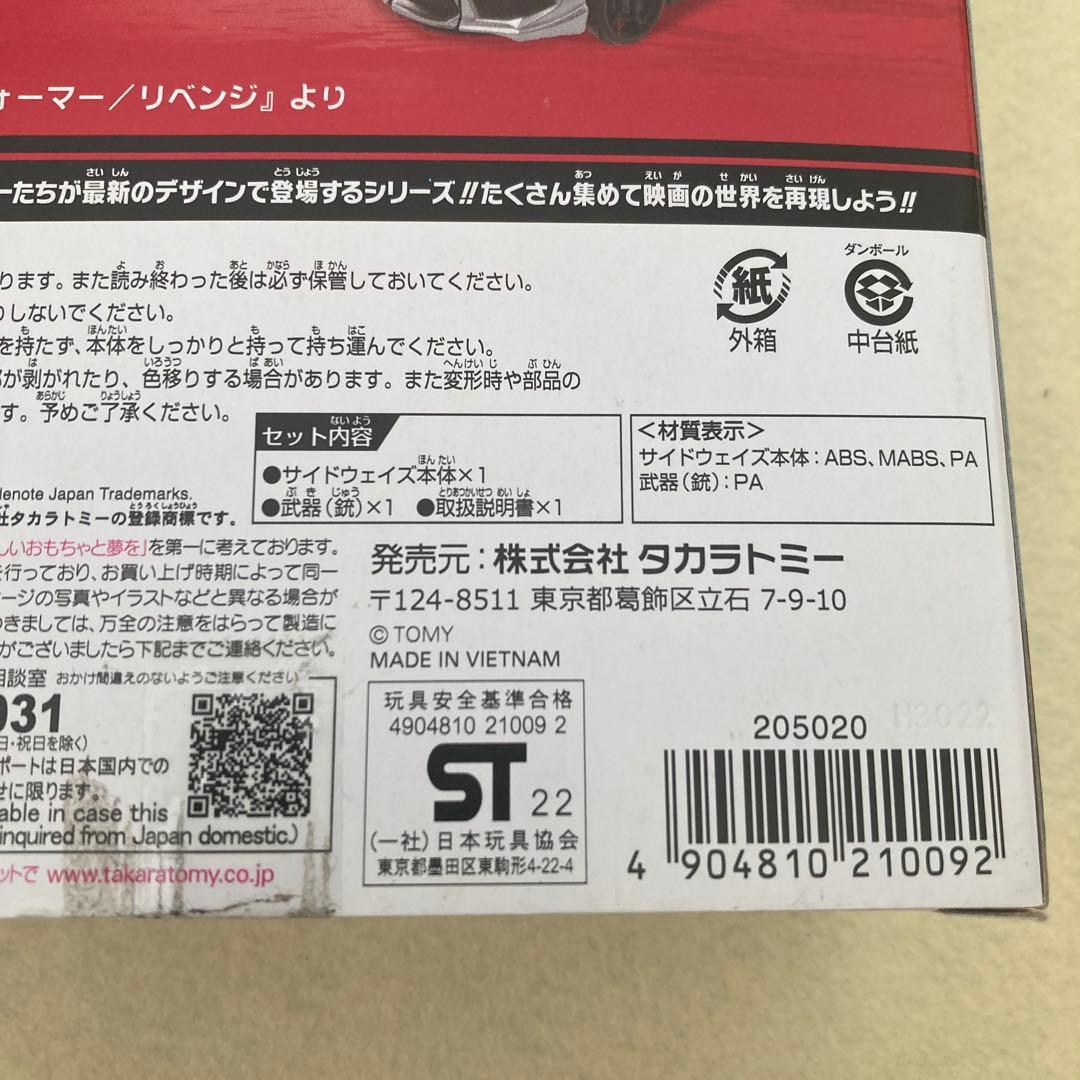 ォーマー/リベンジ』より
ーたちが最新のデザインで登場するシリーズ!!たくさん集めて映画の世界を再現しよう!!
ります。また読み終わった後は必ず保管しておいてください。
りしないでください。
を持たず、本体をしっかりと持って持ち運んでください。
が剥がれたり、色移りする場合があります。また変形時や部品の
す。予めご了承ください。
紙
外箱
ダンボール
中台紙
セット内容
●サイドウェイズ本体×1
●武器(銃)×1 ●取扱説明書×1
<材質表示>
サイドウェイズ本体:ABS、MABS、PA
武器(銃):PA
denote Japan Trademarks.
社タカラトミーの登録商標です。
しいおもちゃと夢を」を第一に考えております。
を行っており、お買い上げ時期によって同一
ージの写真やイラストなどと異なる場合が
つきましては、万全の注意をはらって製造に
がございましたら下記までご連絡ください。
相談室 おかけ間違えのないようご注意ください
031
日・祝日を除く)
ポートは日本国内での
せに限ります。
able in case this
inquired from Japan domestic.)
ットで www.takaratomy.co.jp
発売元:株式会社 タカラトミー
〒124-8511 東京都葛飾区立石 7-9-10
© TOMY
MADE IN VIETNAM
玩具安全基準合格
4904810 21009 2
ST 22
(一社)日本玩具協会
東京都墨田区東駒形4-22-4
205020 H3022
4 904810 210092